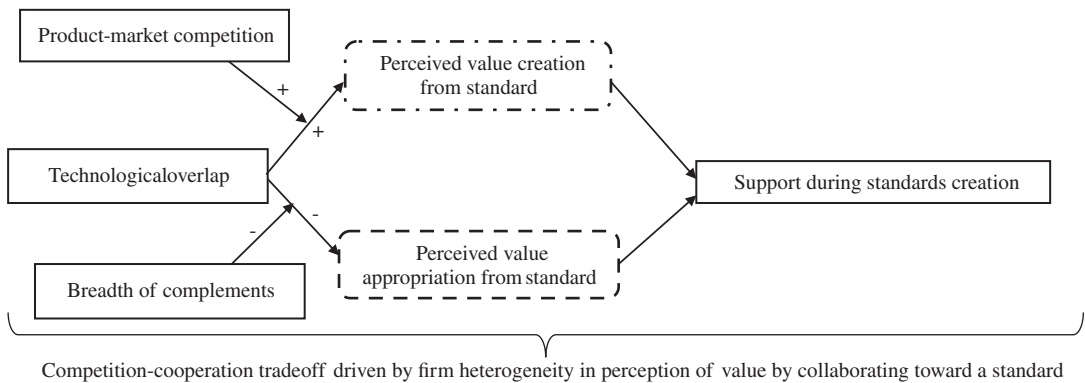 Product-market competition
Perceived value creation
from standard
+
+
Technologicaloverlap
Support during standards creation
-
-
Perceived value
appropriation from standard
Breadth of complements
Competition-cooperation tradeoff driven by firm heterogeneity in perception of value by collaborating toward a standard